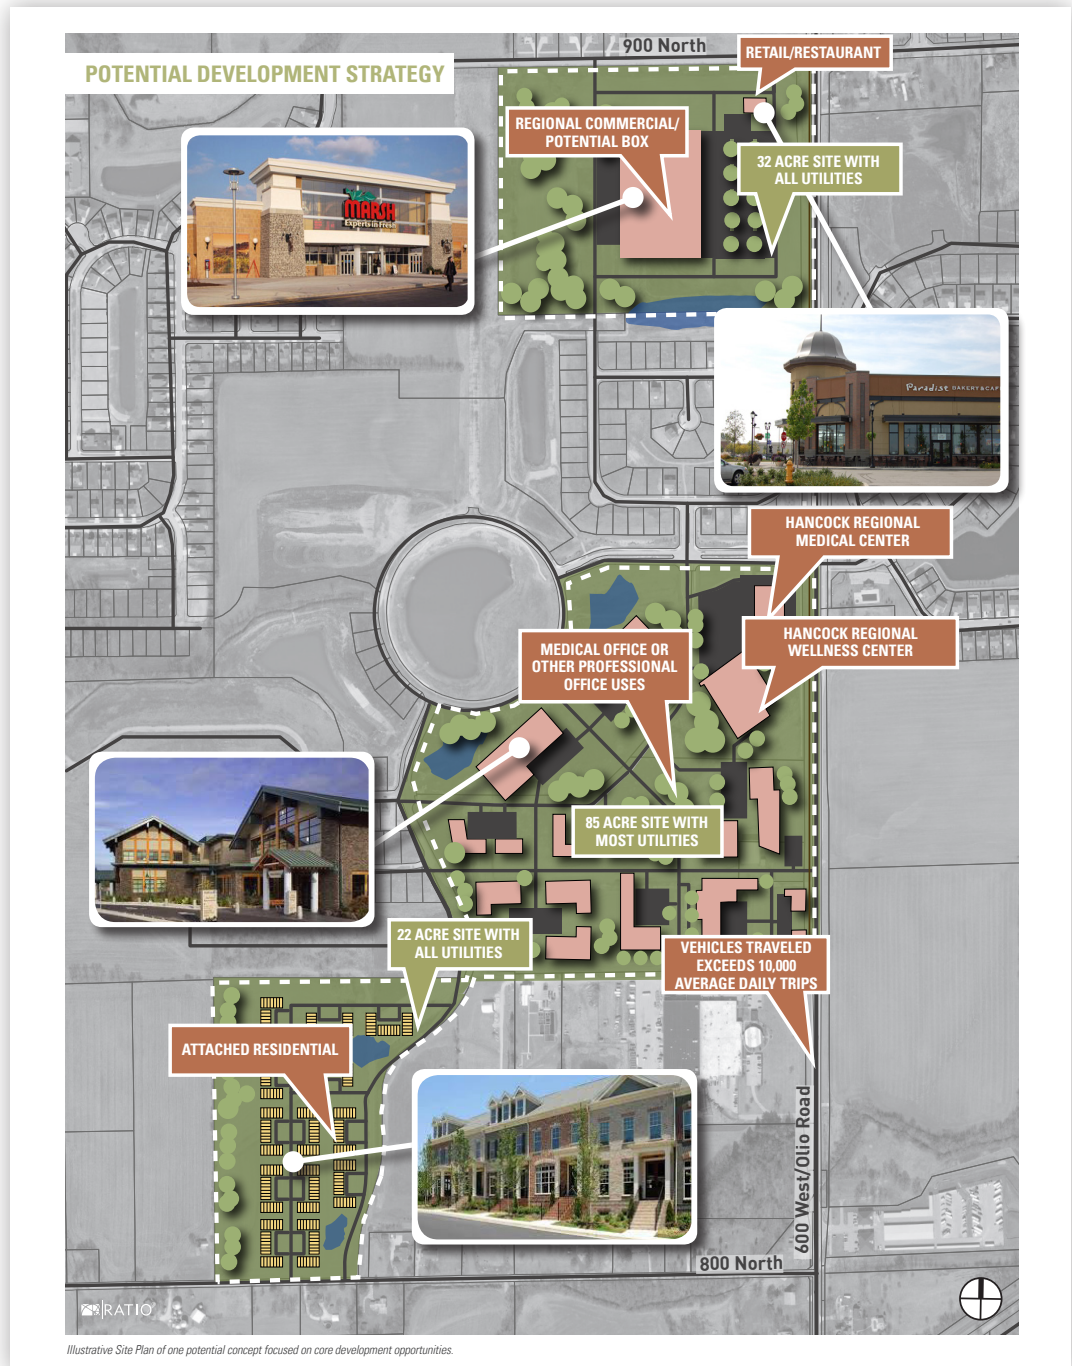 900 North
RETAIL/RESTAURANT
POTENTIAL DEVELOPMENT STRATEGY
REGIONAL COMMERCIAL/
POTENTIAL BOX
32 ACRE SITE WITH
ALL UTILITIES
MARSH
Experts in Fresh
Paradise BAKERY & CAF
HANCOCK REGIONAL
MEDICAL CENTER
HANCOCK REGIONAL
WELLNESS CENTER
MEDICAL OFFICE OR
OTHER PROFESSIONAL
OFFICE USES
85 ACRE SITE WITH
MOST UTILITIES
22 ACRE SITE WITH
ALL UTILITIES
VEHICLES TRAVELED
EXCEEDS 10,000
AVERAGE DAILY TRIPS
ATTACHED RESIDENTIAL
600 West/Olio Road
800 North
RATIO
Illustrative Site Plan of one potential concept focused on core development opportunities.